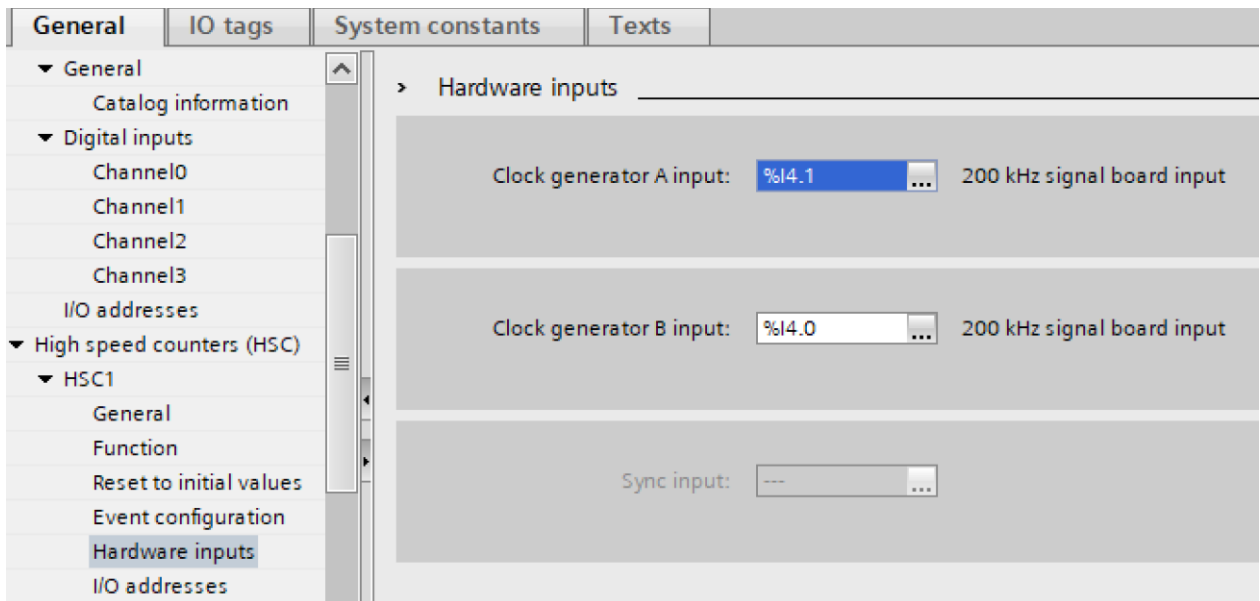 General IO tags System constants Texts
General
Catalog information
Digital inputs
Channel0
Channel1
Channel2
Channel3
I/O addresses
High speed counters (HSC)
HSC1
General
Function
Reset to initial values
Event configuration
Hardware inputs
I/O addresses
Hardware inputs
Clock generator A input: %I4.1 ... 200 kHz signal board input
Clock generator B input: %I4.0 ... 200 kHz signal board input
Sync input: --- ...